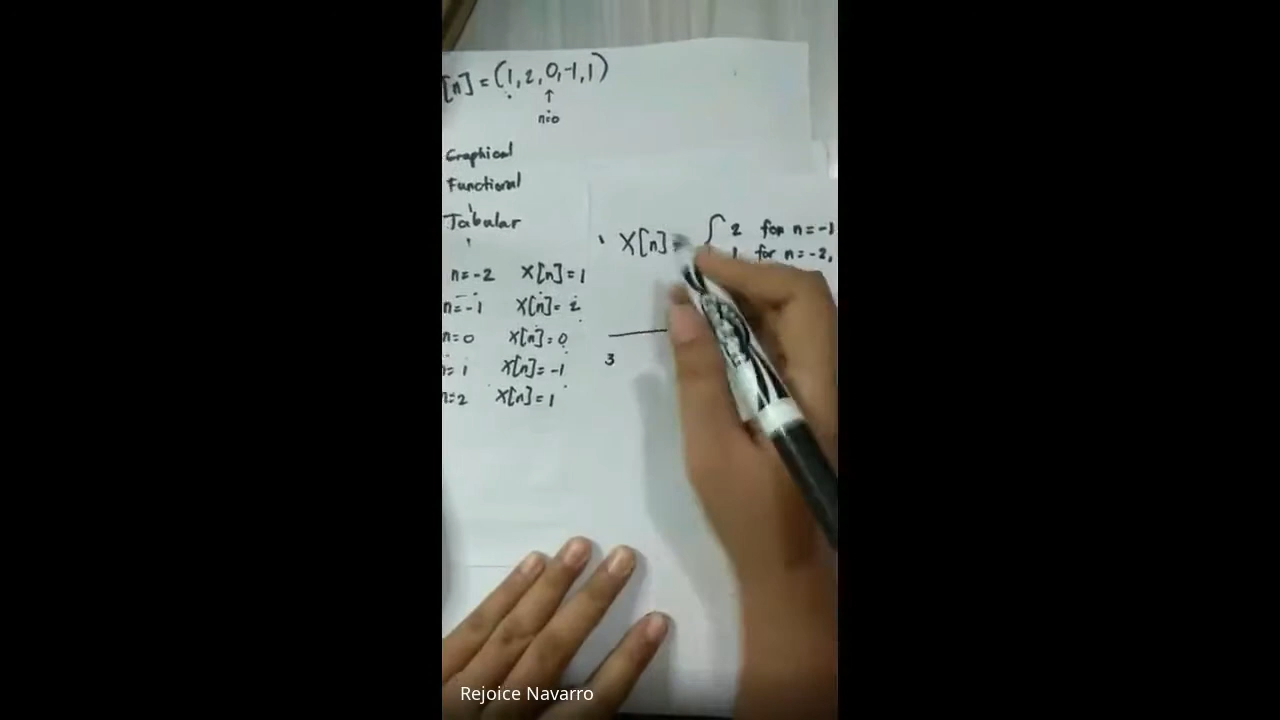 [n] = (1, 2, 0, -1, 1)
↑
n=0
Graphical
Functional
Tabular
n=-2 X[n]=1
n=-1 X[n]=2
n=0 X[n]=0
n=1 X[n]=-1
n=2 X[n]=1
X[n]= { 2 for n=-1
1 for n=-2,
3
Rejoice Navarro